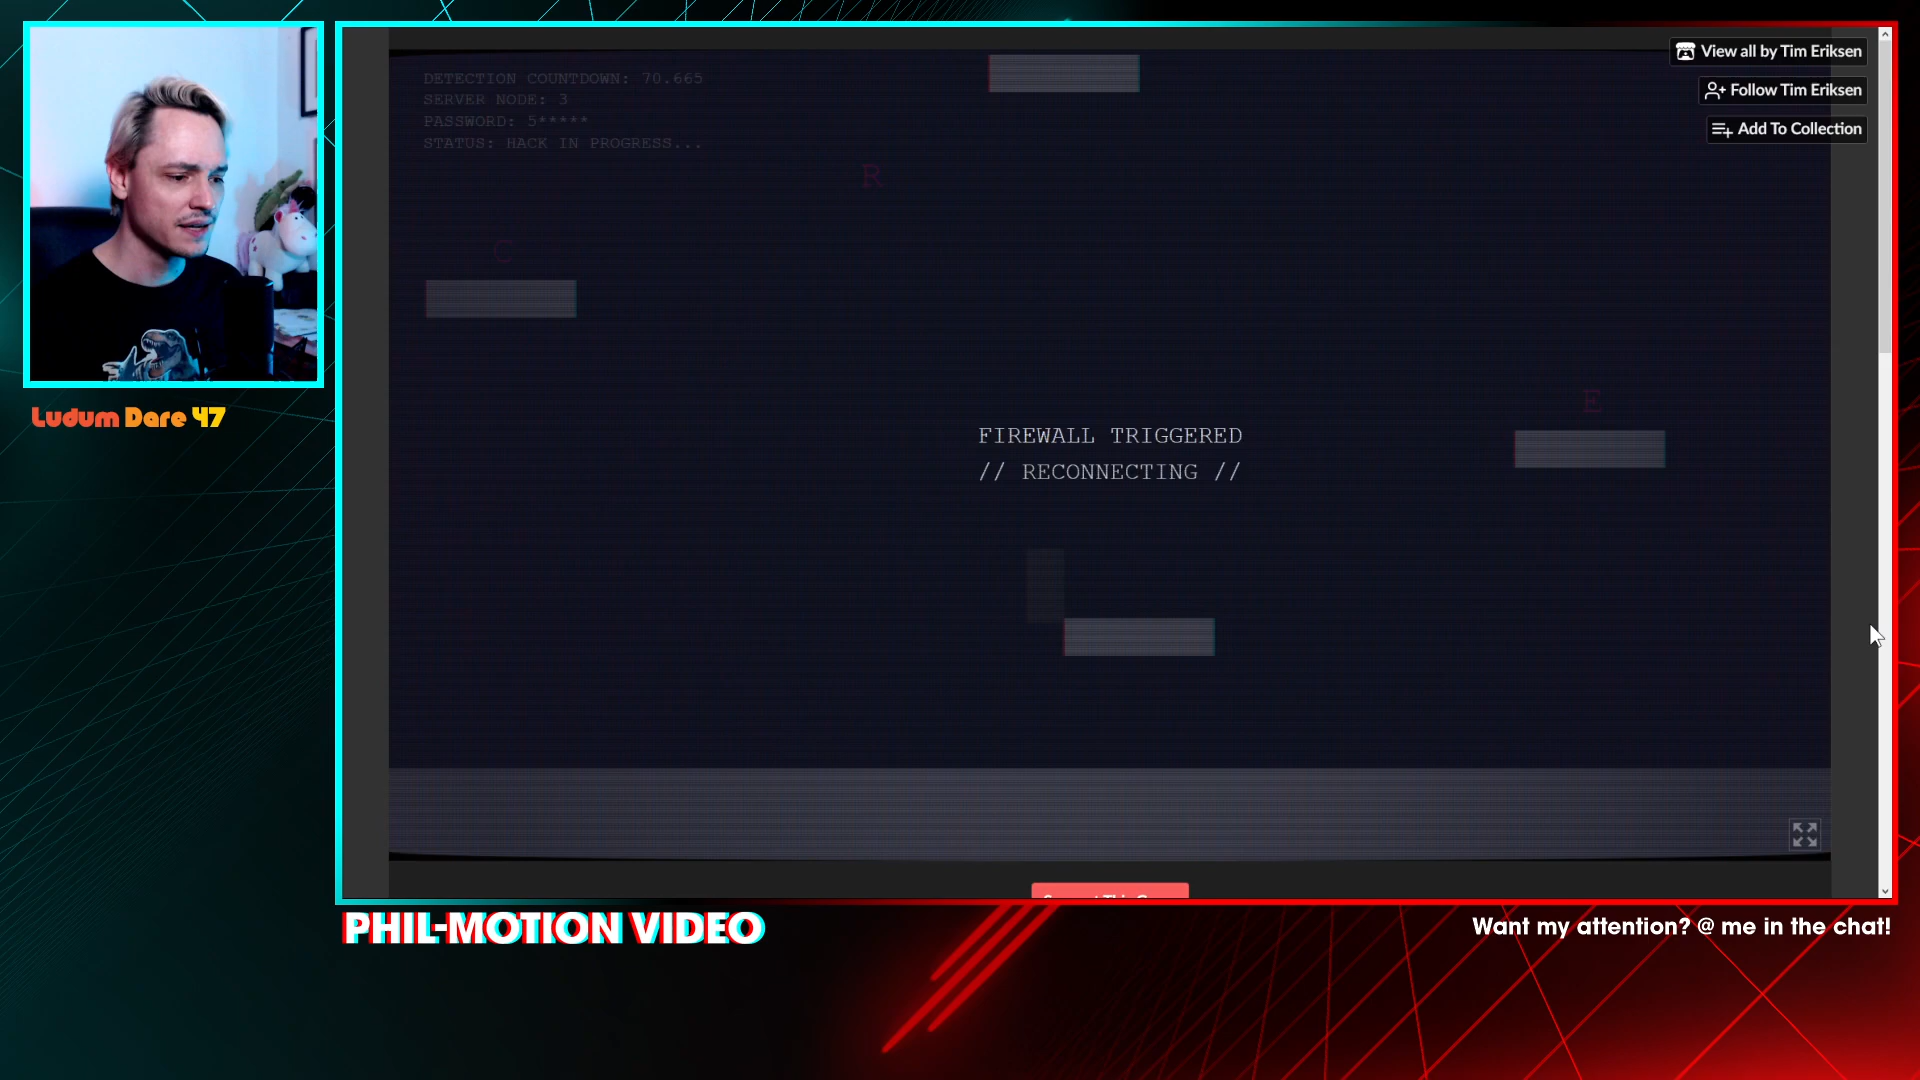 View all by Tim Eriksen
Follow Tim Eriksen
Add To Collection
DETECTION COUNTDOWN: 70.665
SERVER NODE: 3
PASSWORD: 5*****
STATUS: HACK IN PROGRESS...
R
C
E
FIREWALL TRIGGERED
// RECONNECTING //
Ludum Dare 47
PHIL-MOTION VIDEO
Want my attention? @ me in the chat!